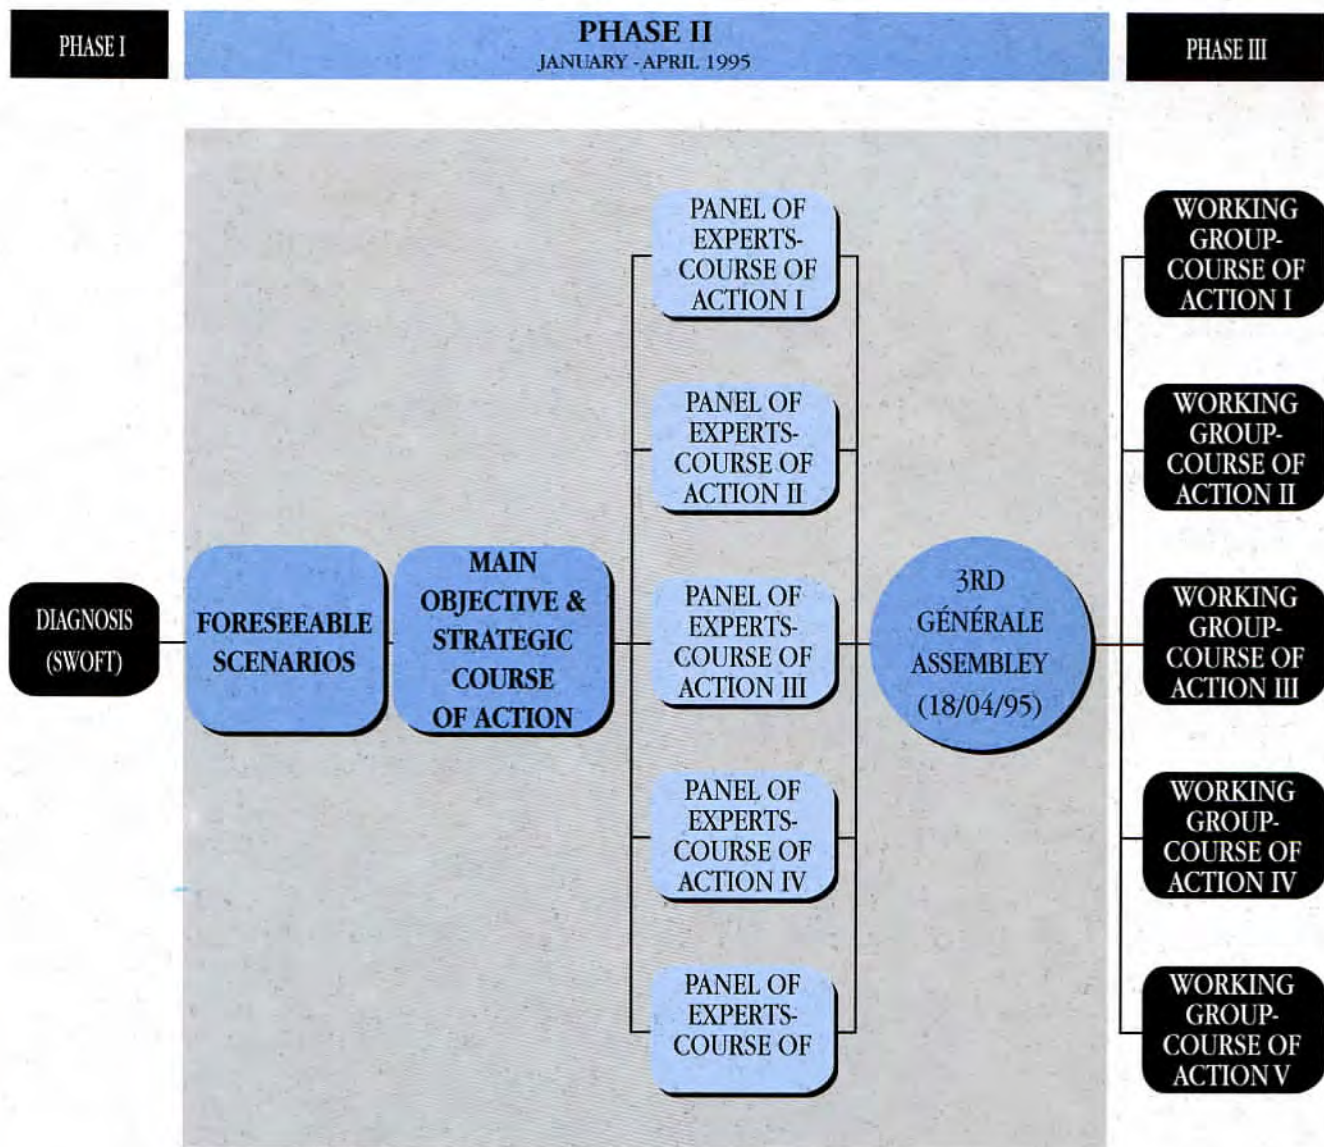 PHASE I
PHASE II
JANUARY - APRIL 1995
PHASE III
DIAGNOSIS
(SWOFT)
FORESEEABLE
SCENARIOS
MAIN
OBJECTIVE &
STRATEGIC
COURSE
OF ACTION
PANEL OF
EXPERTS-
COURSE OF
ACTION I
PANEL OF
EXPERTS-
COURSE OF
ACTION II
PANEL OF
EXPERTS-
COURSE OF
ACTION III
PANEL OF
EXPERTS-
COURSE OF
ACTION IV
PANEL OF
EXPERTS-
COURSE OF
3RD
GÉNÉRALE
ASSEMBLEY
(18/04/95)
WORKING
GROUP-
COURSE OF
ACTION I
WORKING
GROUP-
COURSE OF
ACTION II
WORKING
GROUP-
COURSE OF
ACTION III
WORKING
GROUP-
COURSE OF
ACTION IV
WORKING
GROUP-
COURSE OF
ACTION V